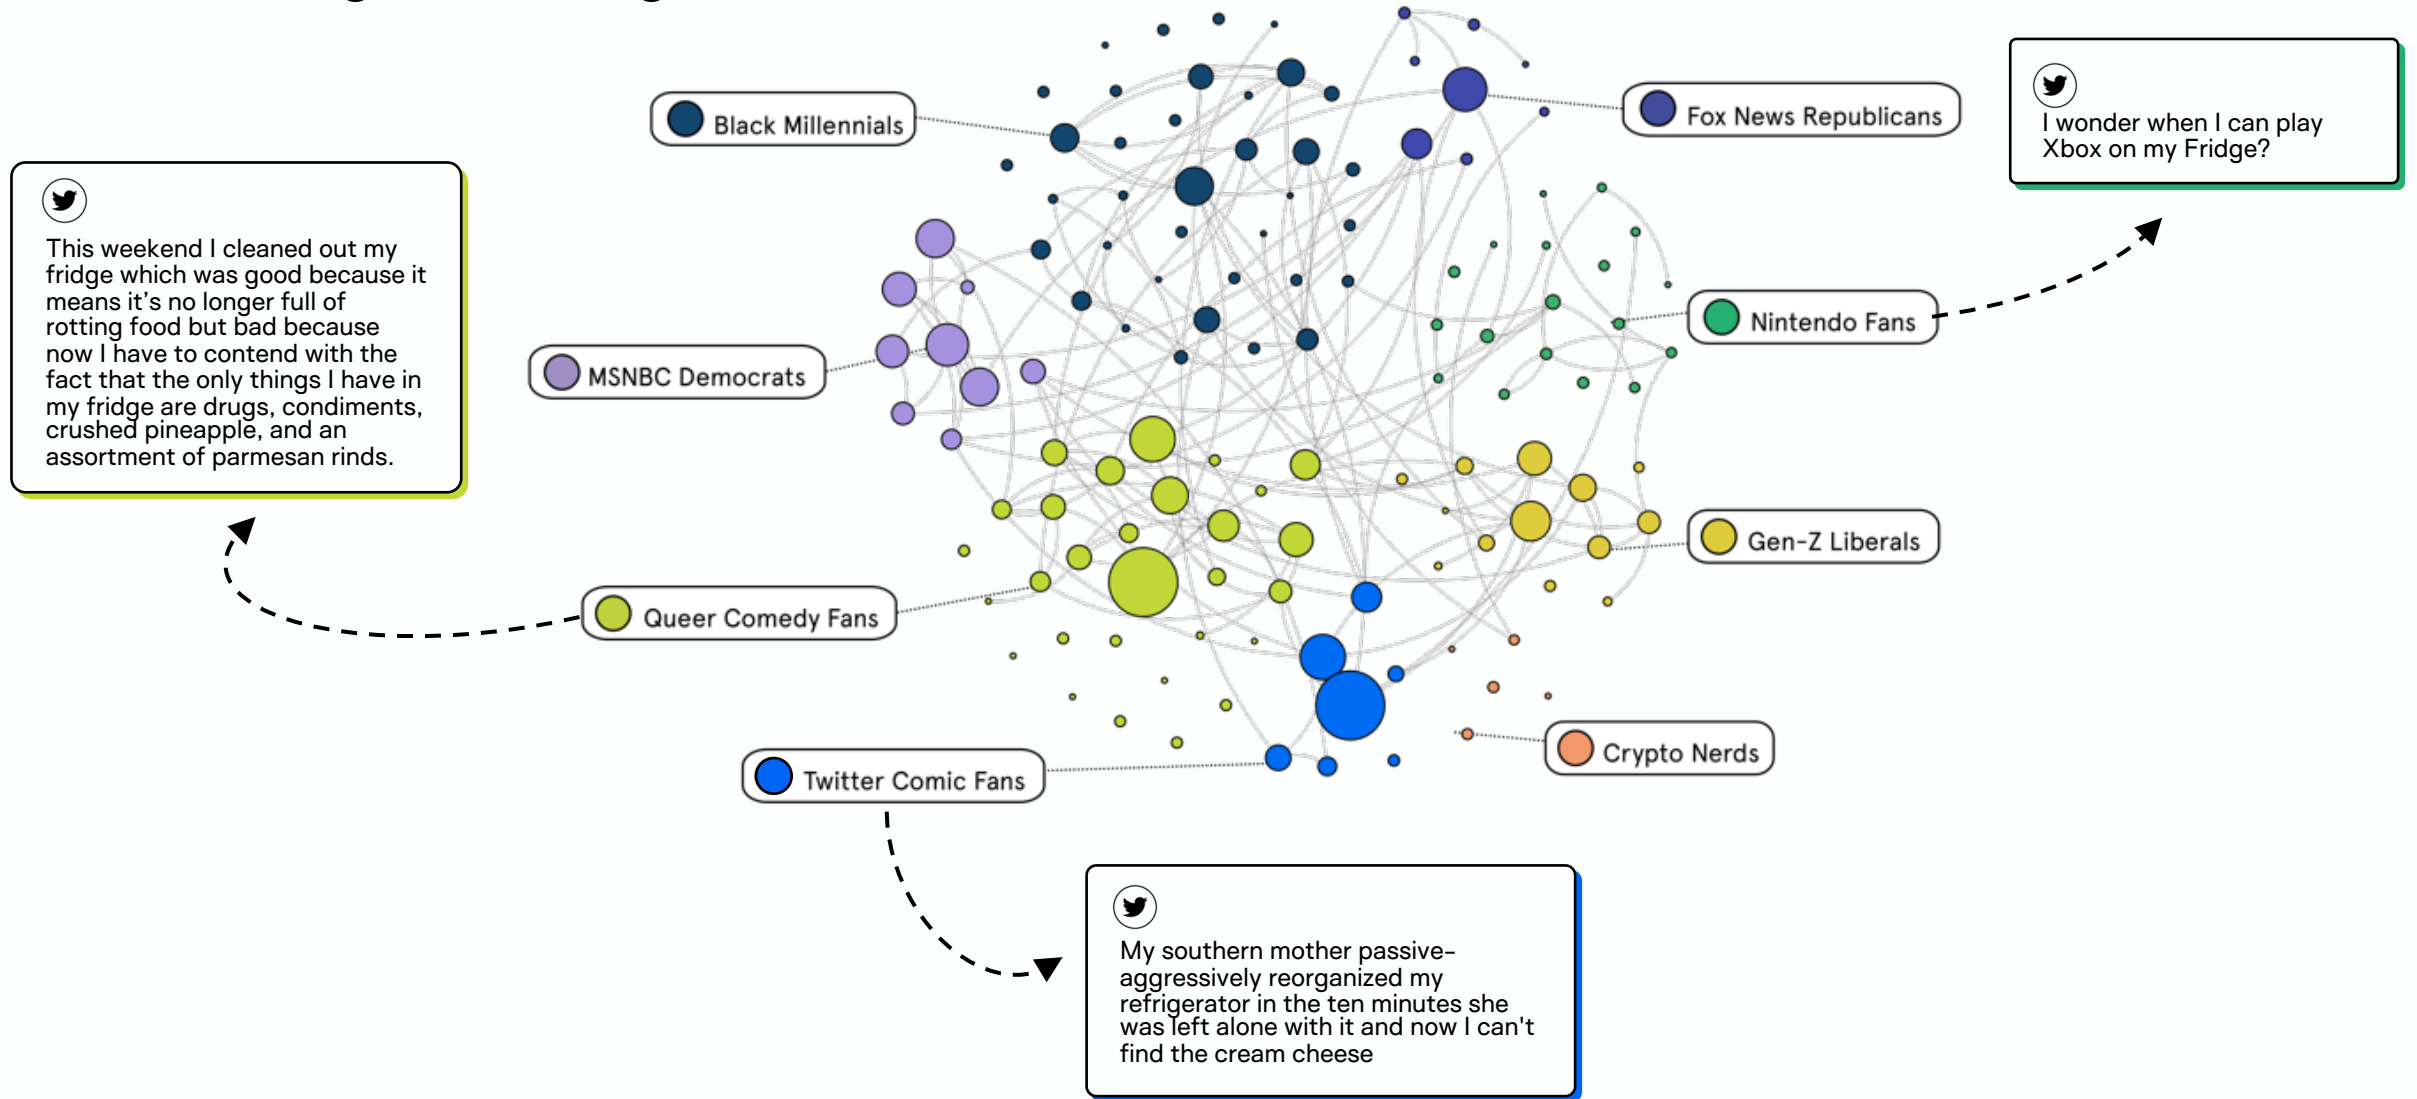 Black Millennials
Fox News Republicans
I wonder when I can play
Xbox on my Fridge?
This weekend I cleaned out my
fridge which was good because it
means it's no longer full of
rotting food but bad because
now I have to contend with the
fact that the only things I have in
my fridge are drugs, condiments,
crushed pineapple, and an
assortment of parmesan rinds.
Nintendo Fans
MSNBC Democrats
Gen-Z Liberals
Queer Comedy Fans
Crypto Nerds
Twitter Comic Fans
My southern mother passive-
aggressively reorganized my
refrigerator in the ten minutes she
was left alone with it and now I can't
find the cream cheese